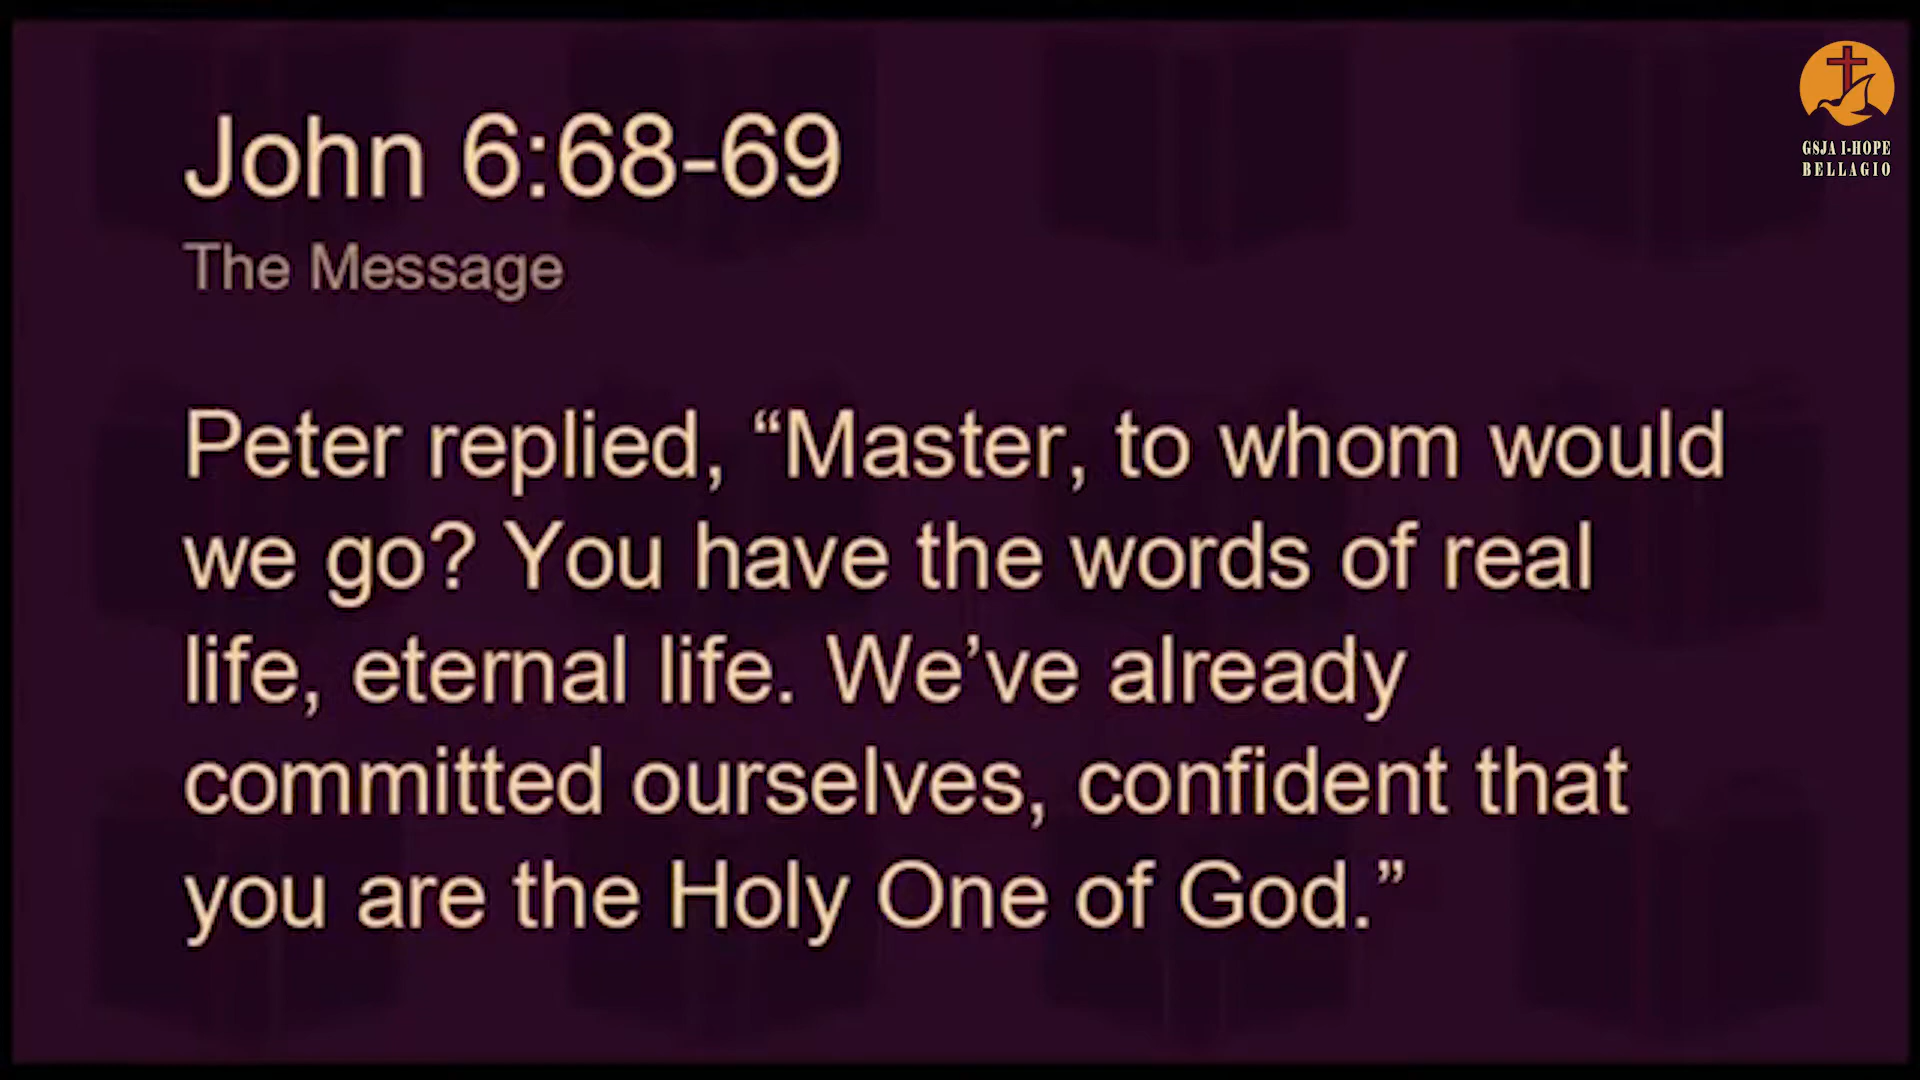 John 6:68-69
The Message
Peter replied, “Master, to whom would
we go? You have the words of real
life, eternal life. We’ve already
committed ourselves, confident that
you are the Holy One of God.”
GSJA I-HOPE
BELLAGIO